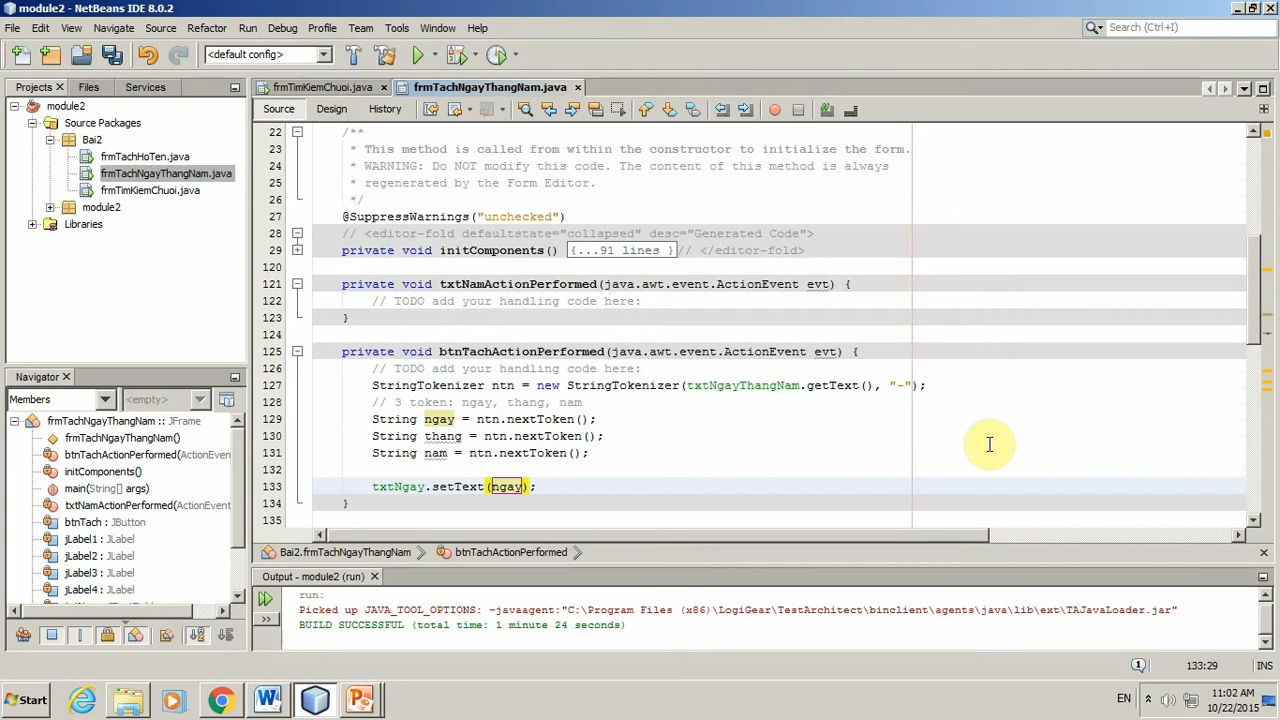 module2 - NetBeans IDE 8.0.2
File Edit View Navigate Source Refactor Run Debug Profile Team Tools Window Help
Search (Ctrl+I)
<default config>
Projects Files Services
frmTimKiemChuoi.java frmTachNgayThangNam.java
module2
Source Packages
Bai2
frmTachHoTen.java
frmTachNgayThangNam.java
frmTimKiemChuoi.java
module2
Libraries
Source Design History
22 /**
23 * This method is called from within the constructor to initialize the form.
24 * WARNING: Do NOT modify this code. The content of this method is always
25 * regenerated by the Form Editor.
26 */
27 @SuppressWarnings("unchecked")
28 // <editor-fold defaultstate="collapsed" desc="Generated Code">
29 private void initComponents() {...91 lines }// </editor-fold>
120
121 private void txtNamActionPerformed(java.awt.event.ActionEvent evt) {
122 // TODO add your handling code here:
123 }
124
125 private void btnTachActionPerformed(java.awt.event.ActionEvent evt) {
126 // TODO add your handling code here:
127 StringTokenizer ntn = new StringTokenizer(txtNgayThangNam.getText(), "-");
128 // 3 token: ngay, thang, nam
129 String ngay = ntn.nextToken();
130 String thang = ntn.nextToken();
131 String nam = ntn.nextToken();
132
133 txtNgay.setText(ngay);
134 }
135
Navigator
Members <empty>
frmTachNgayThangNam :: JFrame
frmTachNgayThangNam()
btnTachActionPerformed(ActionEver
initComponents()
main(String[] args)
txtNamActionPerformed(ActionEver
btnTach : JButton
jLabel1 : JLabel
jLabel2 : JLabel
jLabel3 : JLabel
jLabel4 : JLabel
Bai2.frmTachNgayThangNam btnTachActionPerformed
Output - module2 (run)
run:
Picked up JAVA_TOOL_OPTIONS: -javaagent:"C:\Program Files (x86)\LogiGear\TestArchitect\binclient\agents\java\lib\ext\TAJavaLoader.jar"
BUILD SUCCESSFUL (total time: 1 minute 24 seconds)
1 133:29 INS
Start
EN
11:02 AM
10/22/2015